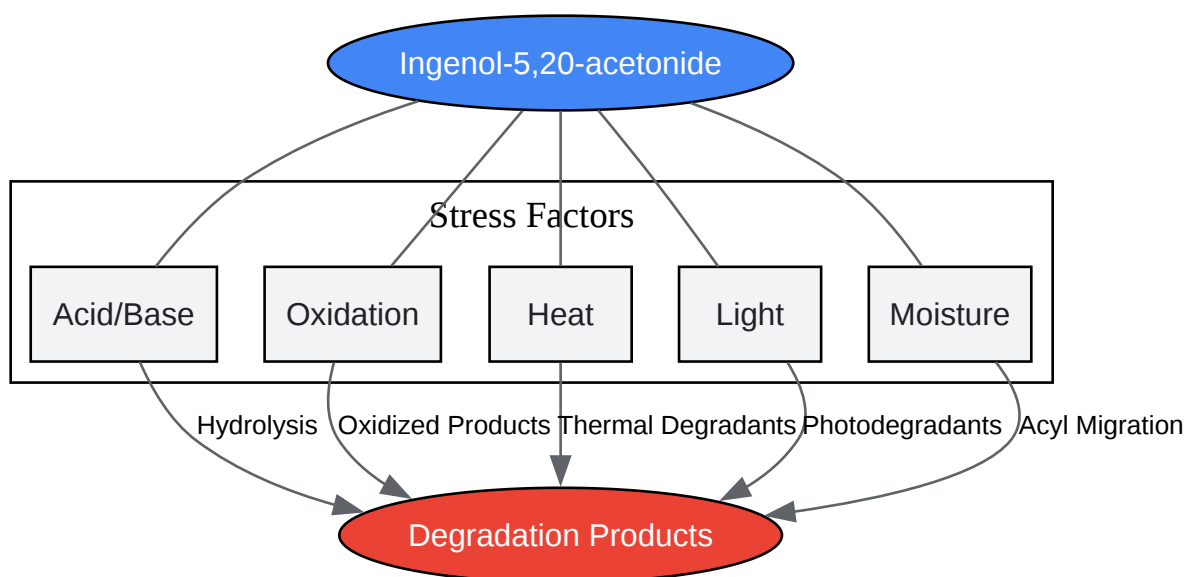 Ingenol-5,20-acetonide
Stress Factors
Acid/Base
Oxidation
Heat
Light
Moisture
Hydrolysis
Oxidized Products
Thermal Degradants
Photodegradants
Acyl Migration
Degradation Products